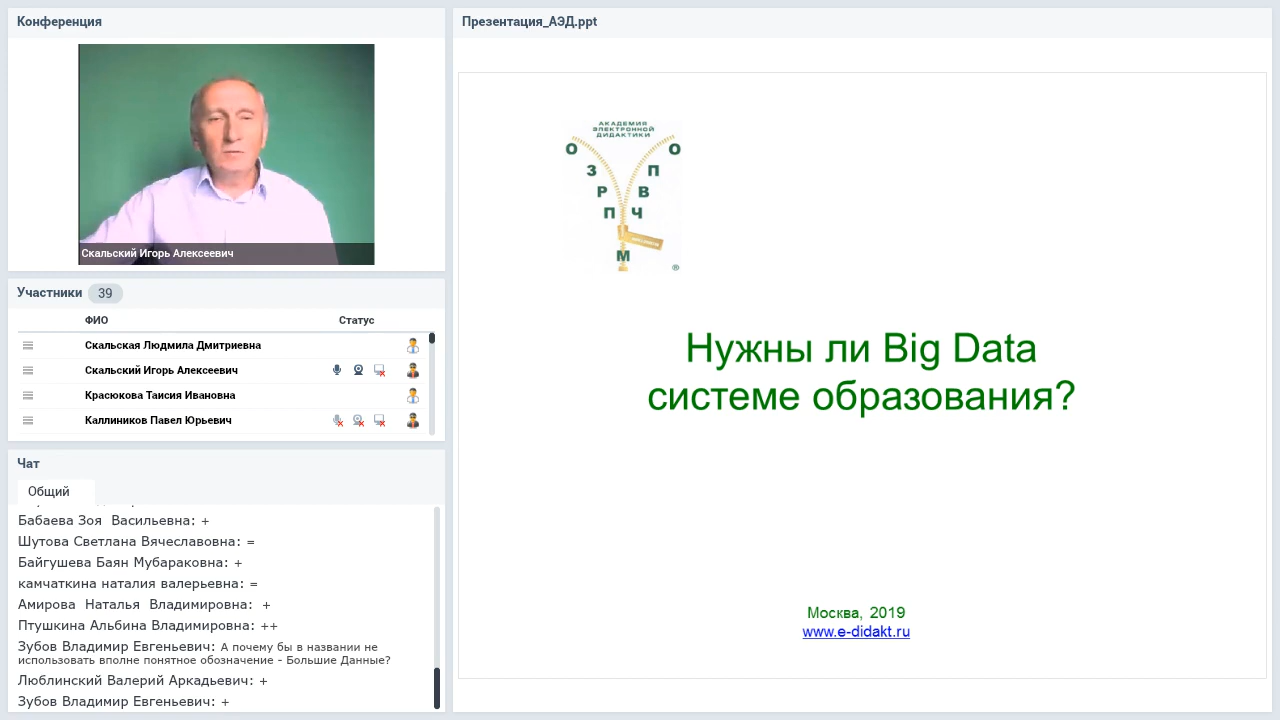 Конференция
Скальский Игорь Алексеевич
Участники 39
ФИО Статус
Скальская Людмила Дмитриевна
Скальский Игорь Алексеевич
Красюкова Таисия Ивановна
Каллиников Павел Юрьевич
Чат
Общий
Бабаева Зоя Васильевна: +
Шутова Светлана Вячеславовна: =
Байгушева Баян Мубараковна: +
камчаткина наталия валерьевна: =
Амирова Наталья Владимировна: +
Птушкина Альбина Владимировна: ++
Зубов Владимир Евгеньевич: А почему бы в названии не
использовать вполне понятное обозначение - Большие Данные?
Люблинский Валерий Аркадьевич: +
Зубов Владимир Евгеньевич: +
Презентация_АЭД.ppt
АКАДЕМИЯ
ЭЛЕКТРОННОЙ
ДИДАКТИКИ
О О
З П
Р В
П Ч
М
®
Нужны ли Big Data
системе образования?
Москва, 2019
www.e-didakt.ru